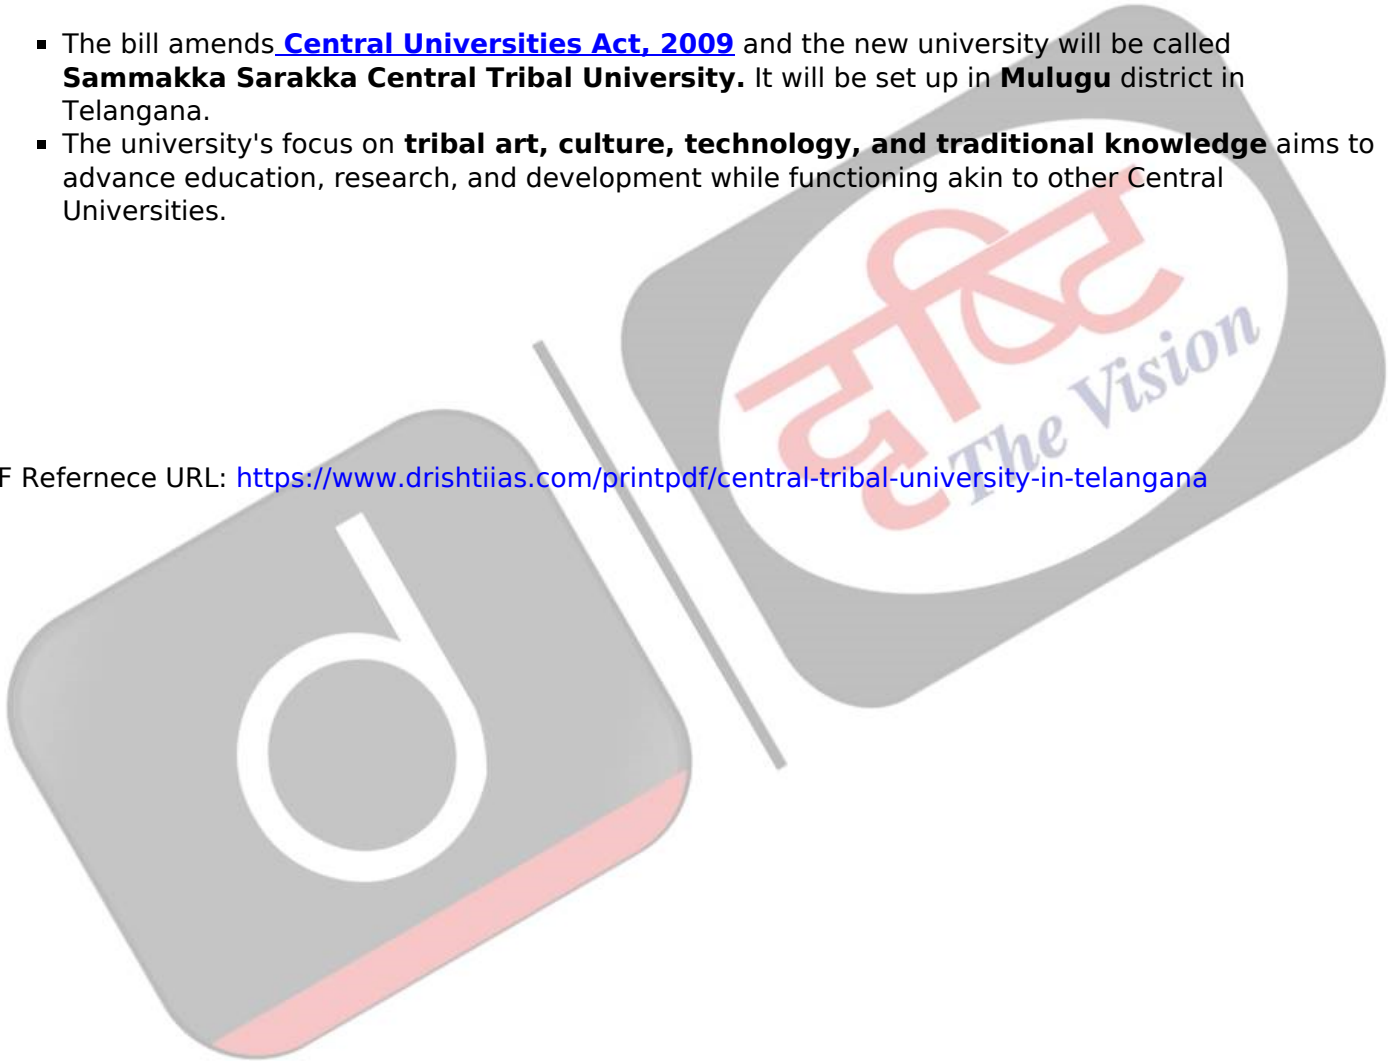 ▪ The bill amends Central Universities Act, 2009 and the new university will be called
Sammakka Sarakka Central Tribal University. It will be set up in Mulugu district in
Telangana.
▪ The university's focus on tribal art, culture, technology, and traditional knowledge aims to
advance education, research, and development while functioning akin to other Central
Universities.
दृष्टि
The Vision
F Refernece URL: https://www.drishtiias.com/printpdf/central-tribal-university-in-telangana
d